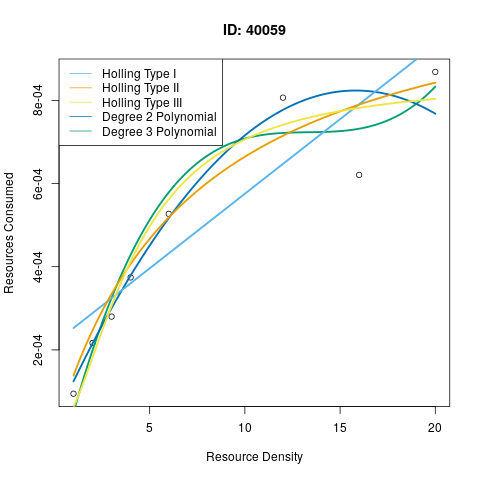 ID: 40059
Holling Type I
Holling Type II
Holling Type III
Degree 2 Polynomial
Degree 3 Polynomial
8e-04
6e-04
4e-04
2e-04
Resources Consumed
5 10 15 20
Resource Density